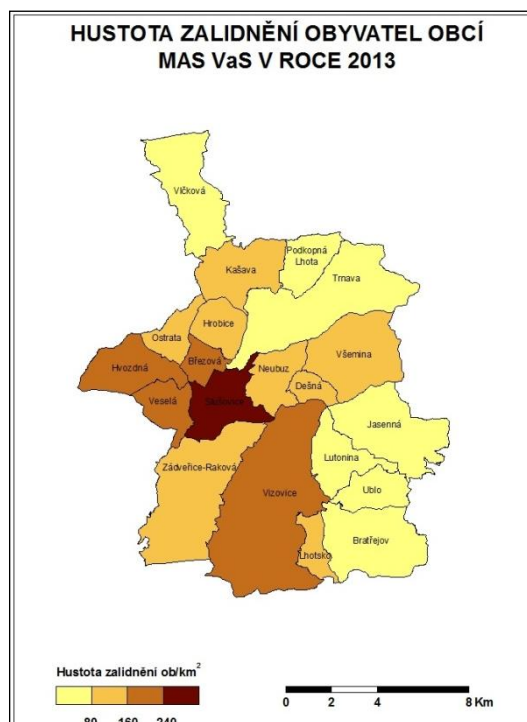 HUSTOTA ZALIDNĚNÍ OBYVATEL OBCÍ
MAS VaS V ROCE 2013
Vlčková
Podkopná
Lhota
Kašava
Trnava
Hrobice
Ostrata
Březová
Všemina
Hvozdná
Neubuz
Dešná
Veselá
Slušovice
Jasenná
Lutonina
Zádveřice-Raková
Ublo
Vizovice
Bratřejov
Lhotsko
Hustota zalidnění ob/km²
80 160 240
0 2 4 8 Km